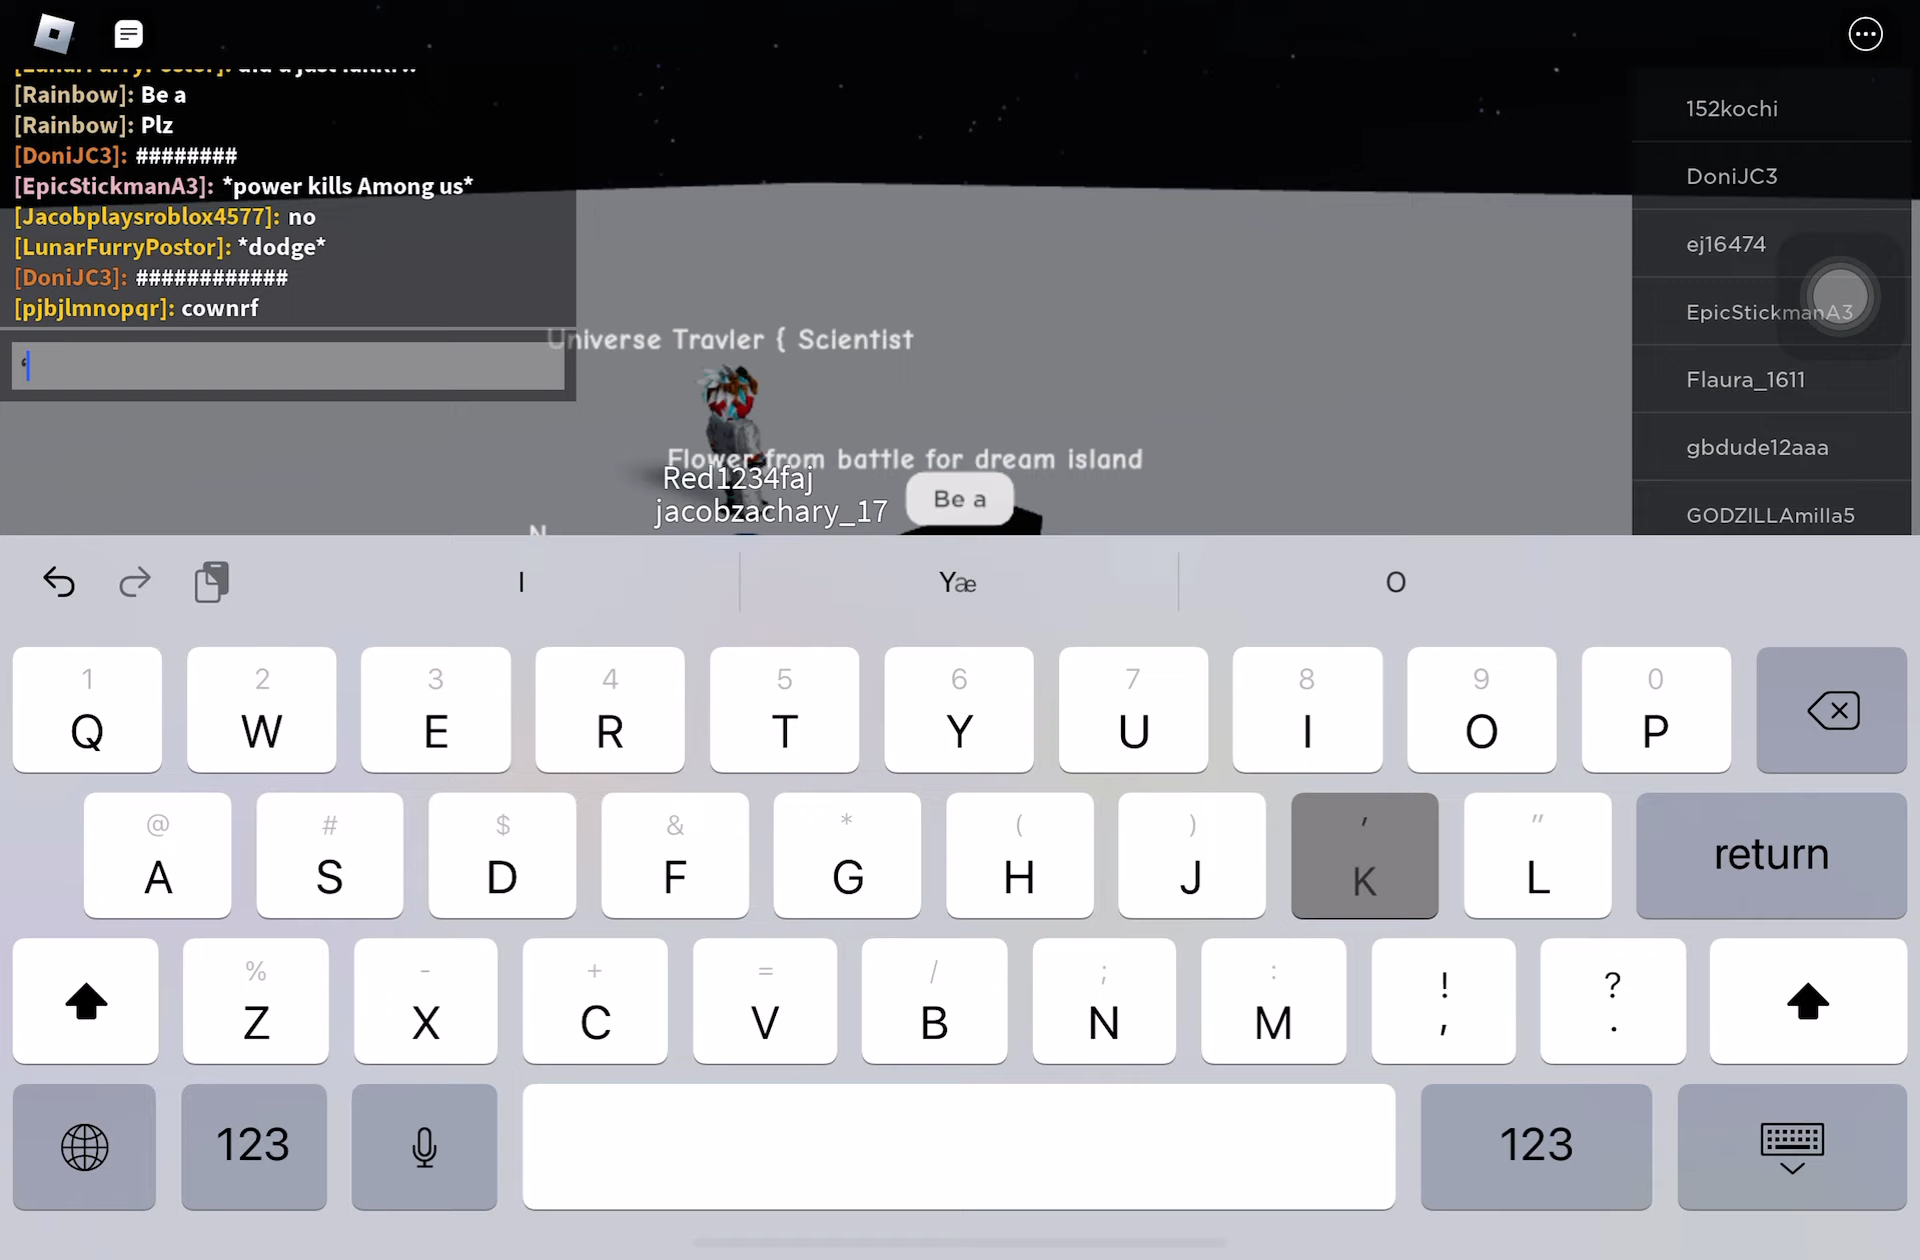 [Rainbow]: Be a
[Rainbow]: Plz
[DoniJC3]: ########
[EpicStickmanA3]: *power kills Among us*
[Jacobplaysroblox4577]: no
[LunarFurryPostor]: *dodge*
[DoniJC3]: ############
[pjbjlmnopqr]: cownrf
‘
152kochi
DoniJC3
ej16474
EpicStickmanA3
Flaura_1611
gbdude12aaa
GODZILLAmilla5
Universe Travler { Scientist
Flower from battle for dream island
Red1234faj
jacobzachary_17
Be a
N
I Yæ O
1 2 3 4 5 6 7 8 9 0
Q W E R T Y U I O P
@ # $ & * ( ) ' "
A S D F G H J K L return
% - + = / ; : ! ?
Z X C V B N M , .
123 123